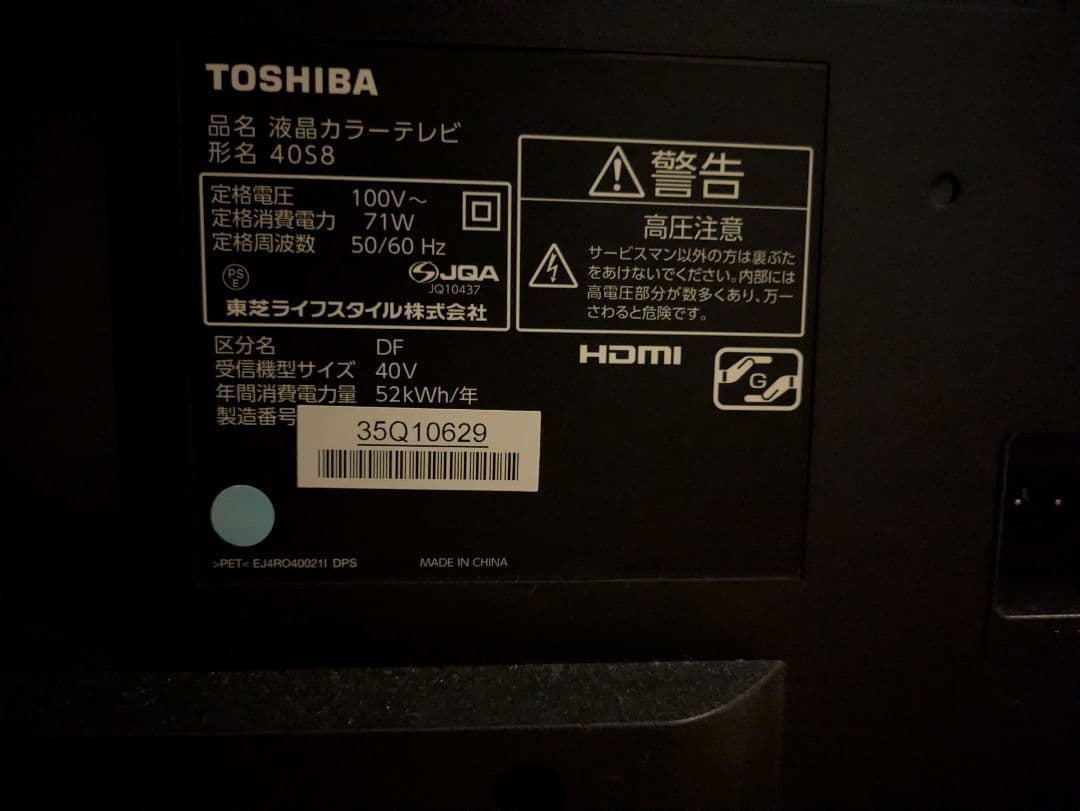 TOSHIBA
品名 液晶カラーテレビ
形名 40S8
定格電圧 100V～
定格消費電力 71W
定格周波数 50/60 Hz
PS
E
JQA
JQ10437
東芝ライフスタイル株式会社
警告
高圧注意
サービスマン以外の方は裏ぶた
をあけないでください。内部には
高電圧部分が数多くあり、万一
さわると危険です。
区分名 DF
受信機型サイズ 40V
年間消費電力量 52kWh/年
製造番号
35Q10629
HDMI
G
>PET< EJ4RO40021I DPS
MADE IN CHINA